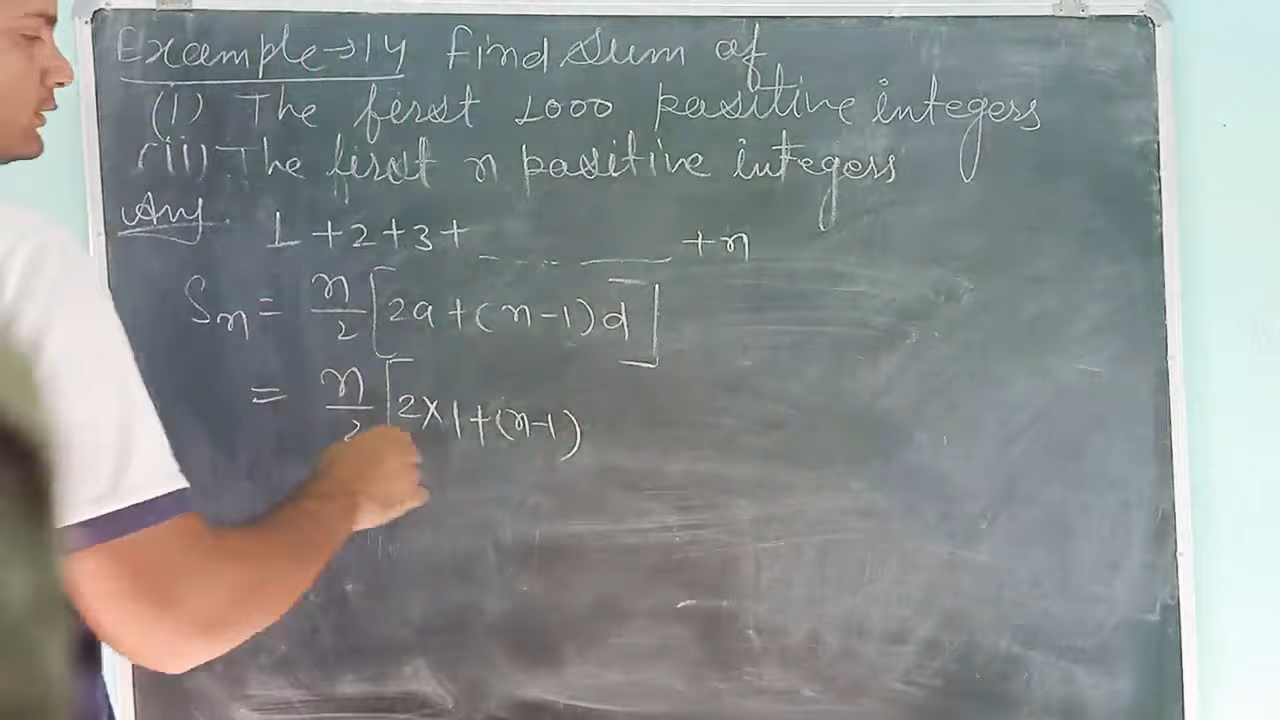 Example→14 find Sum of
(i) The first 1000 positive integers
(ii) The first n positive integers
Ans. 1+2+3+ _ _ _ _ +n
Sn = n/2 [2a+(n-1)d]
= n/2 [2×1+(n-1)